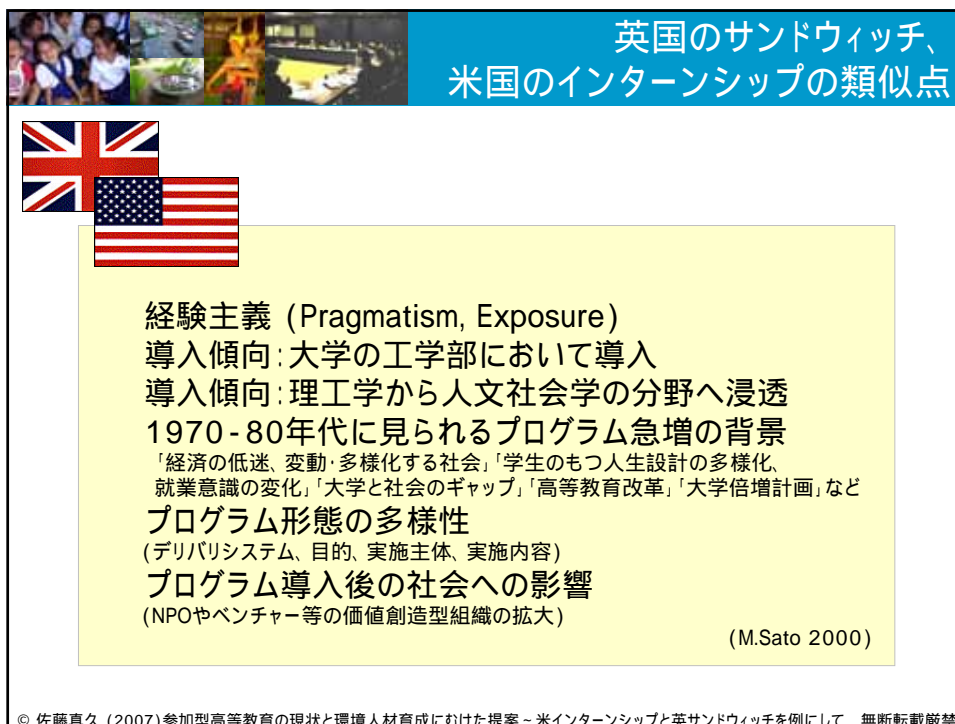 英国のサンドウィッチ、
米国のインターンシップの類似点
経験主義 (Pragmatism, Exposure)
導入傾向:大学の工学部において導入
導入傾向:理工学から人文社会学の分野へ浸透
1970-80年代に見られるプログラム急増の背景
「経済の低迷、変動・多様化する社会」「学生のもつ人生設計の多様化、
就業意識の変化」「大学と社会のギャップ」「高等教育改革」「大学倍増計画」など
プログラム形態の多様性
(デリバリシステム、目的、実施主体、実施内容)
プログラム導入後の社会への影響
(NPOやベンチャー等の価値創造型組織の拡大)
(M.Sato 2000)
© 佐藤真久 (2007)参加型高等教育の現状と環境人材育成にむけた提案~米インターンシップと英サンドウィッチを例にして 無断転載厳禁